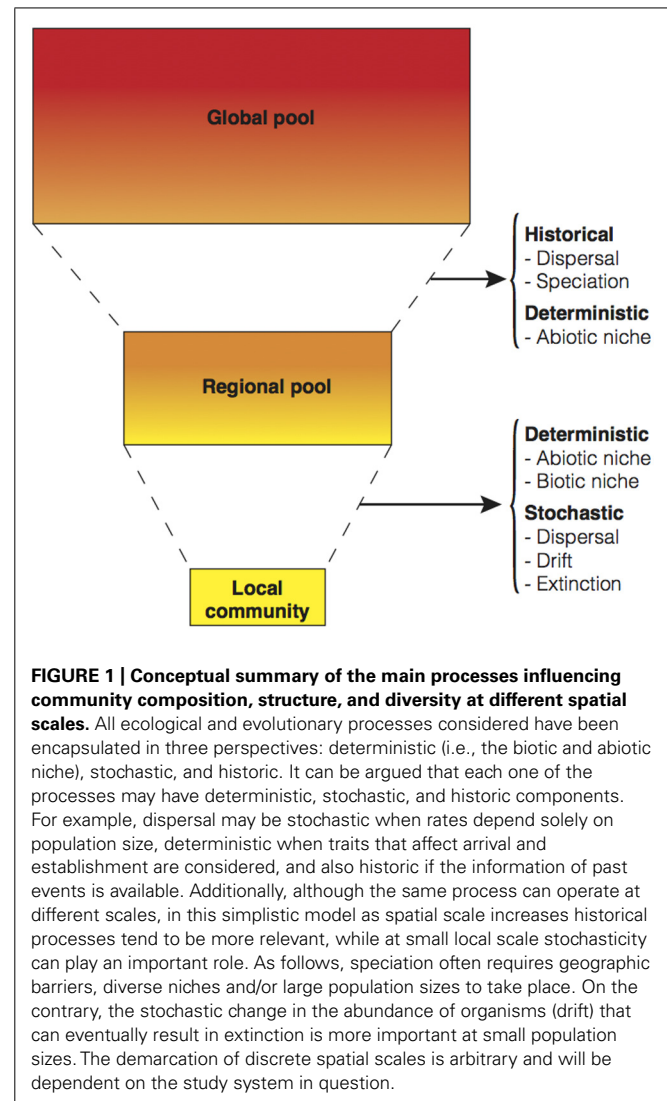 Global pool
Historical
- Dispersal
- Speciation
Deterministic
- Abiotic niche
Regional pool
Deterministic
- Abiotic niche
- Biotic niche
Stochastic
- Dispersal
- Drift
- Extinction
Local
community
FIGURE 1 | Conceptual summary of the main processes influencing
community composition, structure, and diversity at different spatial
scales. All ecological and evolutionary processes considered have been
encapsulated in three perspectives: deterministic (i.e., the biotic and abiotic
niche), stochastic, and historic. It can be argued that each one of the
processes may have deterministic, stochastic, and historic components.
For example, dispersal may be stochastic when rates depend solely on
population size, deterministic when traits that affect arrival and
establishment are considered, and also historic if the information of past
events is available. Additionally, although the same process can operate at
different scales, in this simplistic model as spatial scale increases historical
processes tend to be more relevant, while at small local scale stochasticity
can play an important role. As follows, speciation often requires geographic
barriers, diverse niches and/or large population sizes to take place. On the
contrary, the stochastic change in the abundance of organisms (drift) that
can eventually result in extinction is more important at small population
sizes. The demarcation of discrete spatial scales is arbitrary and will be
dependent on the study system in question.